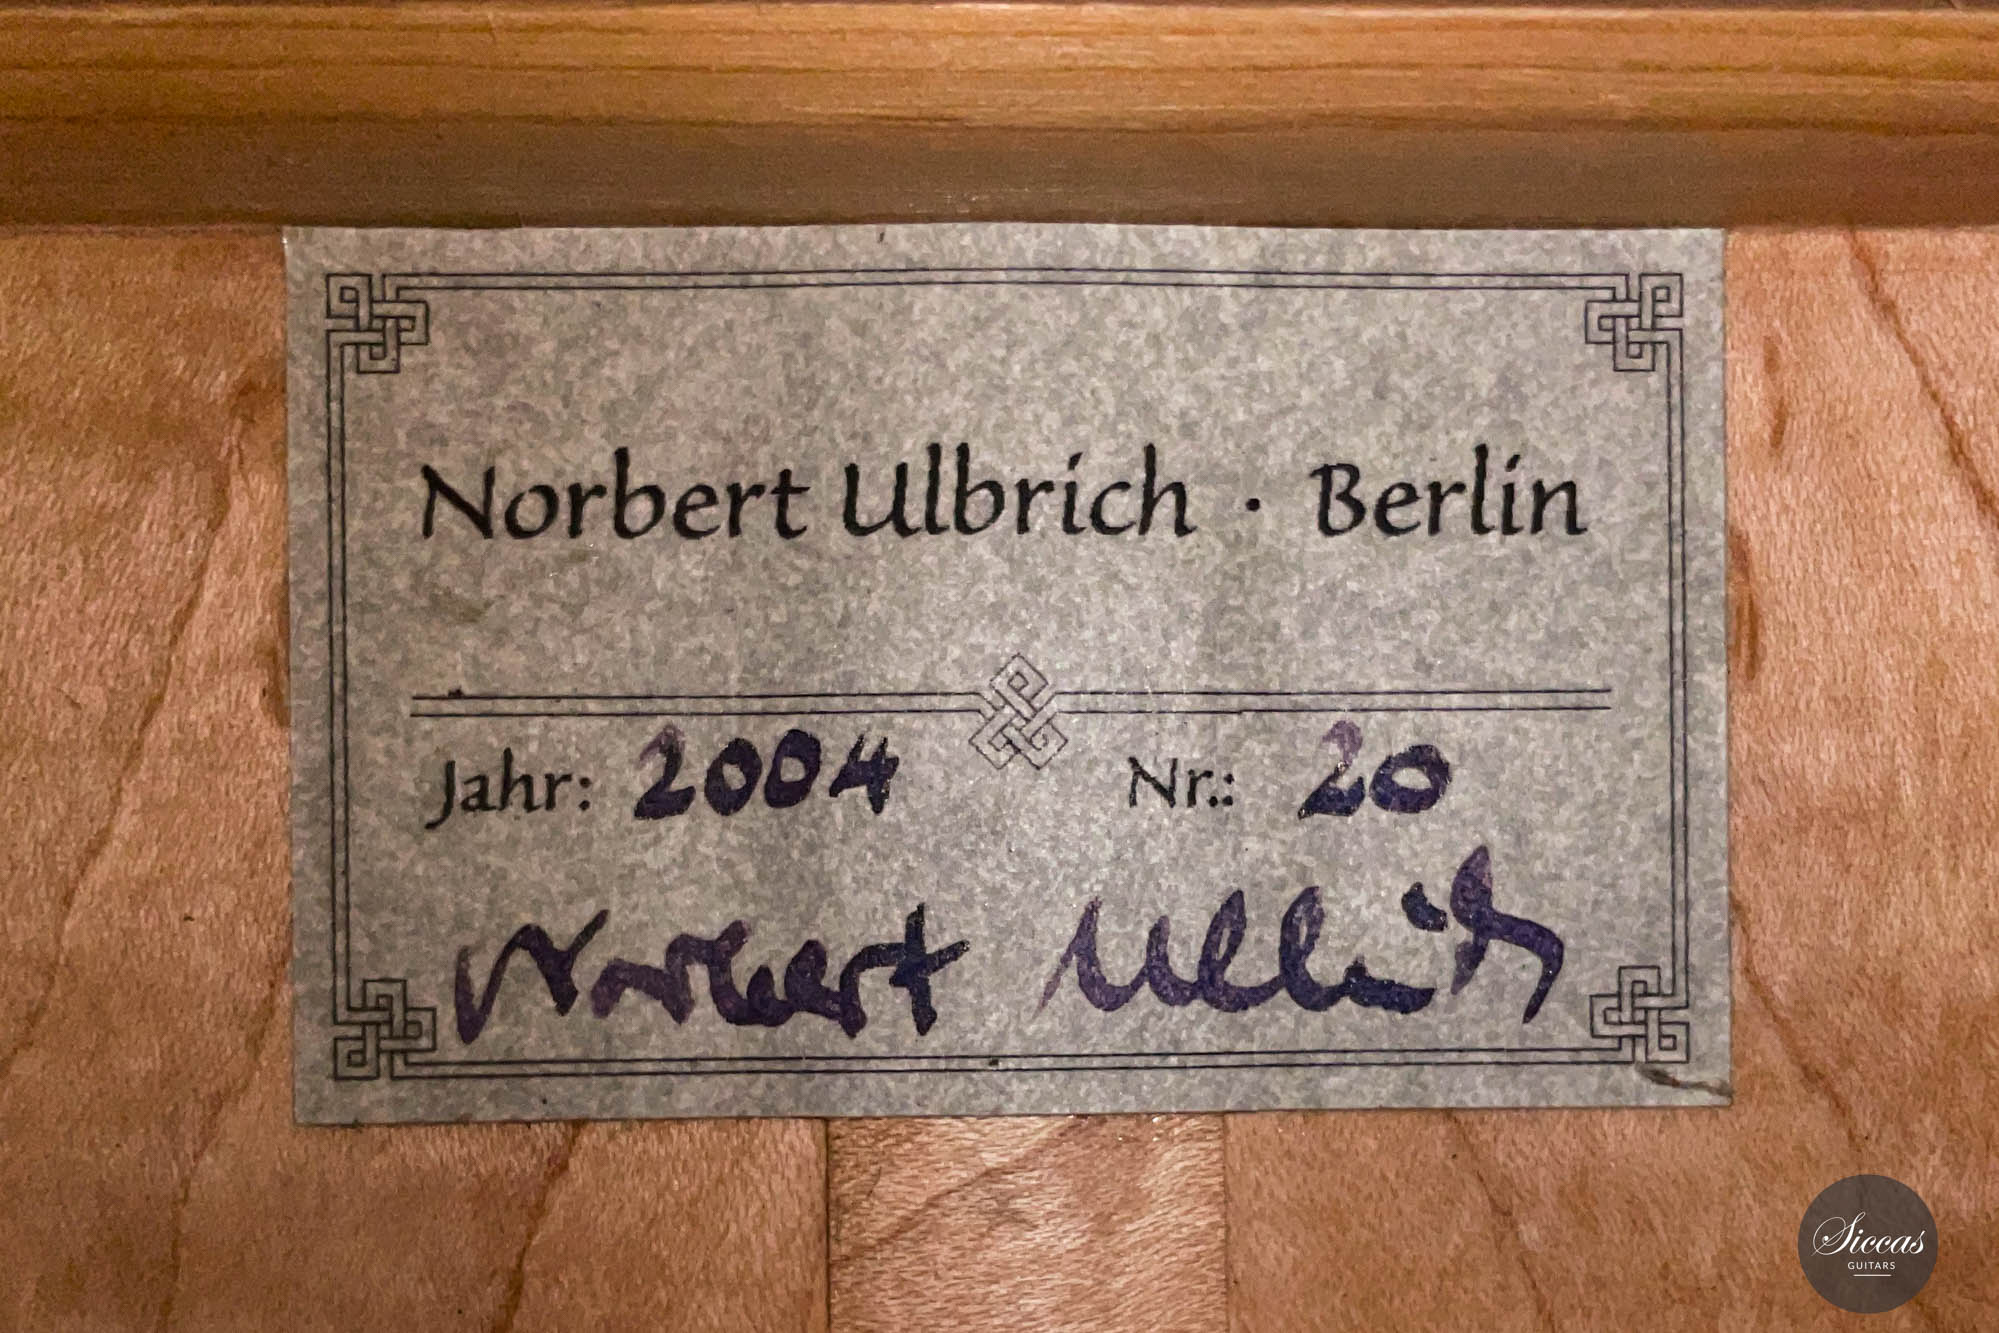 Norbert Ulbrich · Berlin
Jahr: 2004 Nr.: 20
Norbert Ulbrich
Siccas
GUITARS